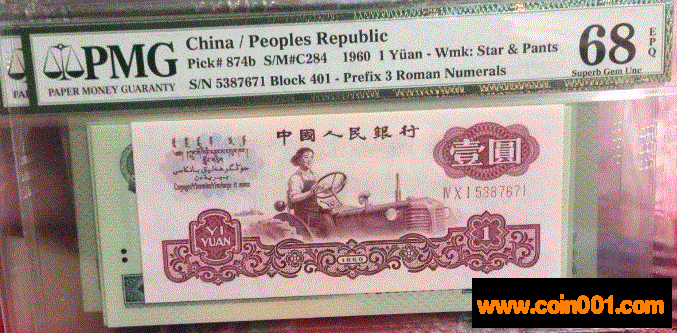 PMG
PAPER MONEY GUARANTY
China / Peoples Republic
Pick# 874b S/M#C284 1960 1 Yüan - Wmk: Star & Pants
S/N 5387671 Block 401 - Prefix 3 Roman Numerals
68 EPQ
Superb Gem Unc
中國人民銀行
壹圓
IV X I 5387671
YI
YUAN
1960
1
www.coin001.com